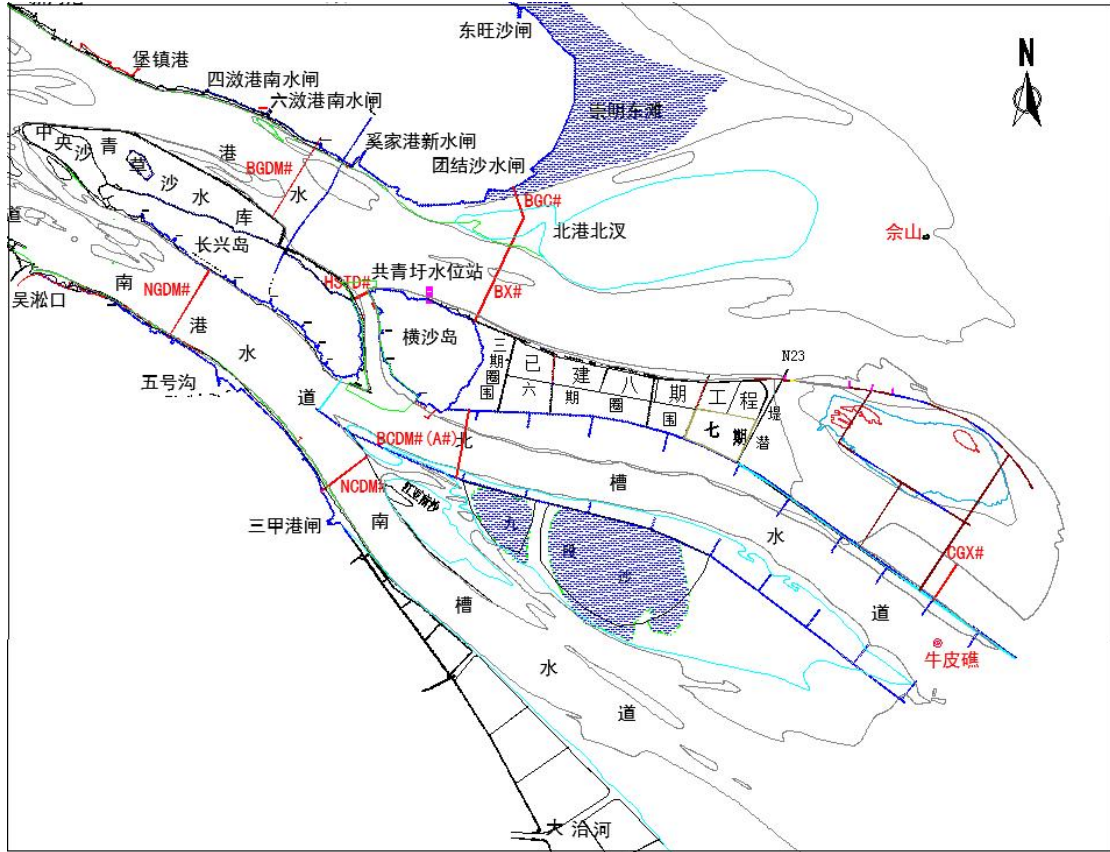 东旺沙闸
N
堡镇港
四滧港南水闸
六滧港南水闸
崇明东滩
中央沙
青草沙水库
港
水
BGDM#
奚家港新水闸
团结沙水闸
BGC#
北港北汊
佘山
长兴岛
道
共青圩水位站
HSTD#
BX#
南
港
水
道
NGDM#
吴淞口
横沙岛
N23
三期圈围
已建八期工程
六期圈围
七期
堤
潜
五号沟
BCDM#(A#)
北
槽
水
道
NCDM#
江亚南沙
三甲港闸
九
段
沙
CGX#
牛皮礁
南
槽
水
道
大治河